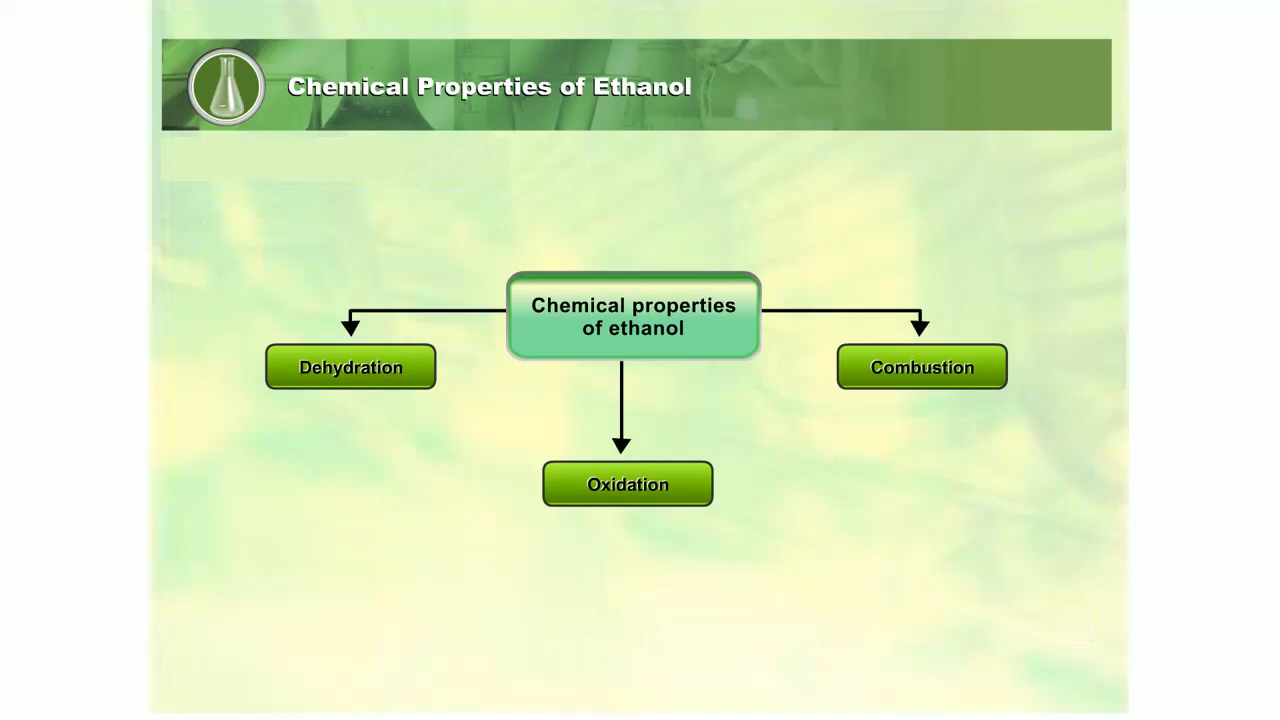 Chemical Properties of Ethanol
Chemical properties
of ethanol
Dehydration
Combustion
Oxidation